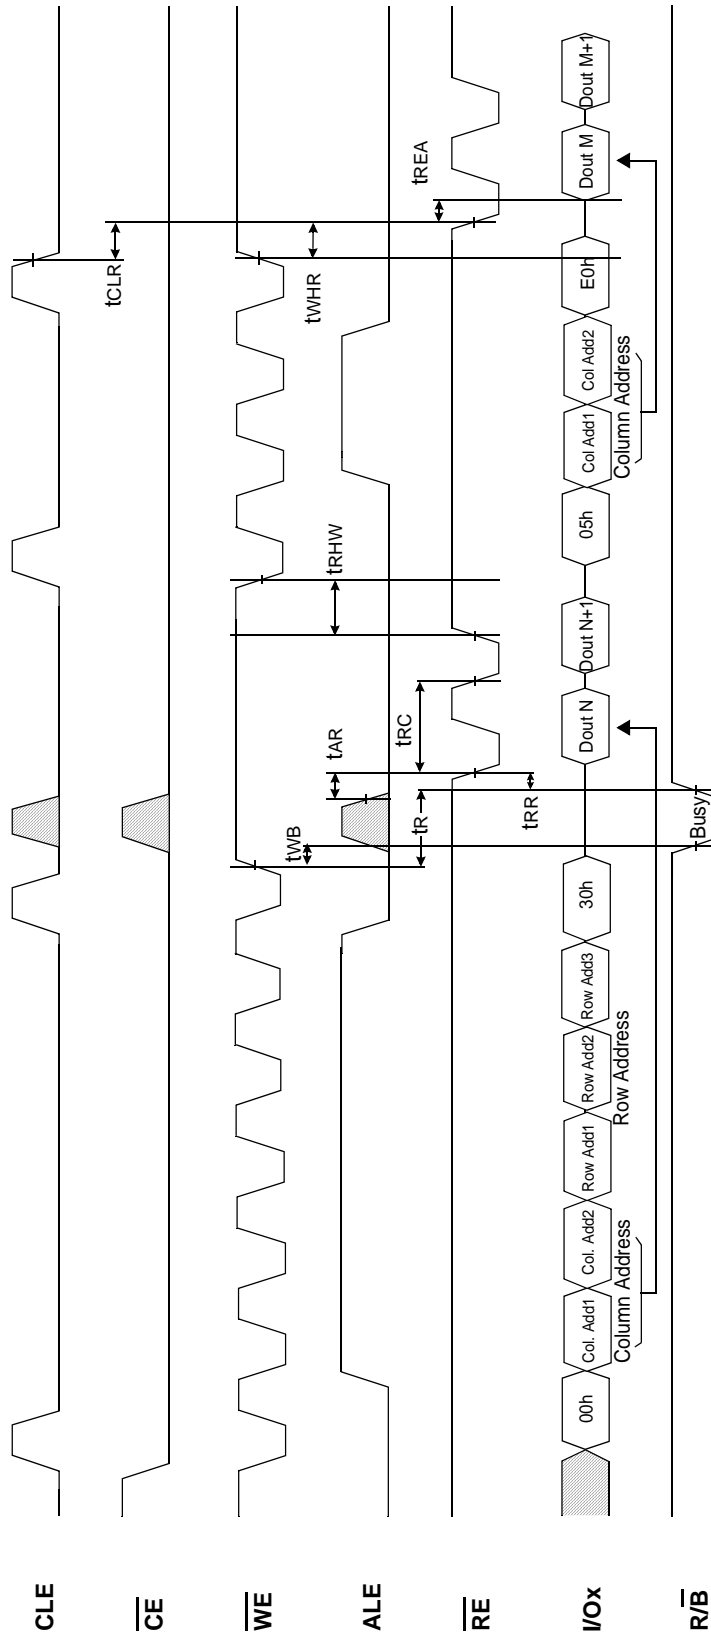 CLE
CE
WE
ALE
RE
I/Ox
R/B
tCLR
tWHR
tREA
tRHW
tAR
tRC
tWB
tR
tRR
00h
Col. Add1
Col. Add2
Row Add1
Row Add2
Row Add3
30h
Dout N
Dout N+1
05h
Col Add1
Col Add2
E0h
Dout M
Dout M+1
Column Address
Row Address
Column Address
Busy